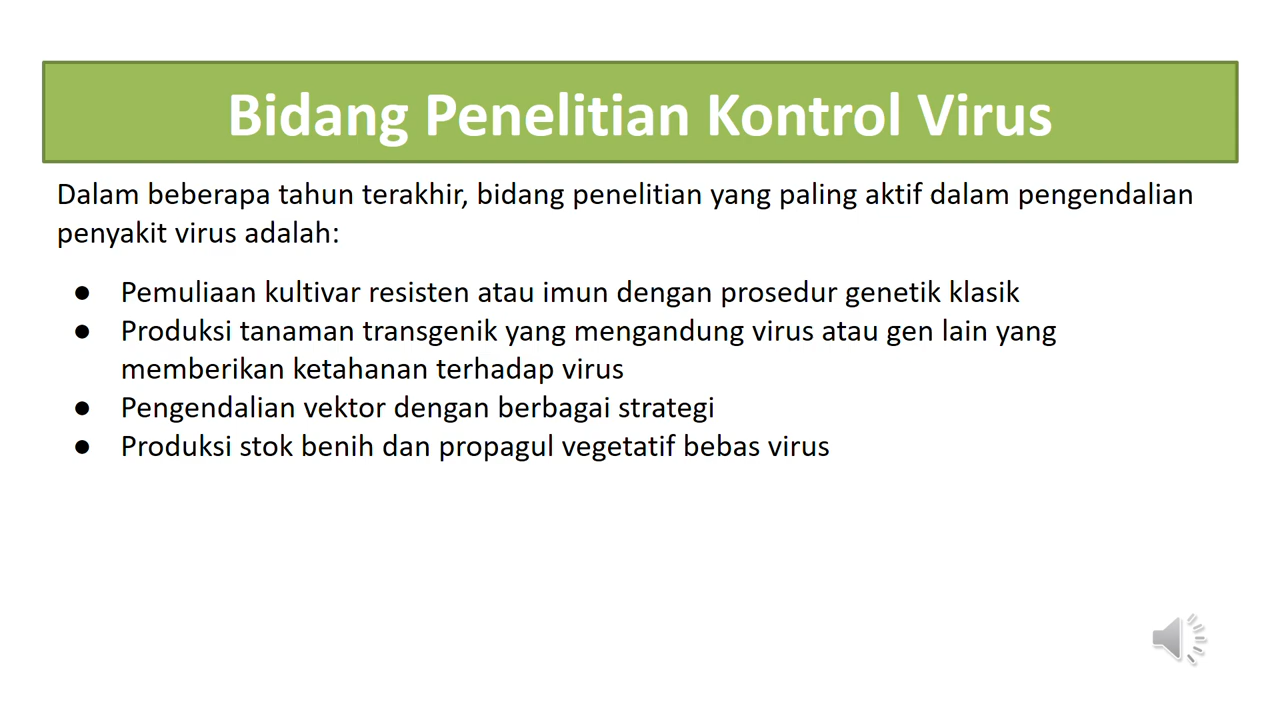 Bidang Penelitian Kontrol Virus
Dalam beberapa tahun terakhir, bidang penelitian yang paling aktif dalam pengendalian
penyakit virus adalah:
● Pemuliaan kultivar resisten atau imun dengan prosedur genetik klasik
● Produksi tanaman transgenik yang mengandung virus atau gen lain yang
memberikan ketahanan terhadap virus
● Pengendalian vektor dengan berbagai strategi
● Produksi stok benih dan propagul vegetatif bebas virus